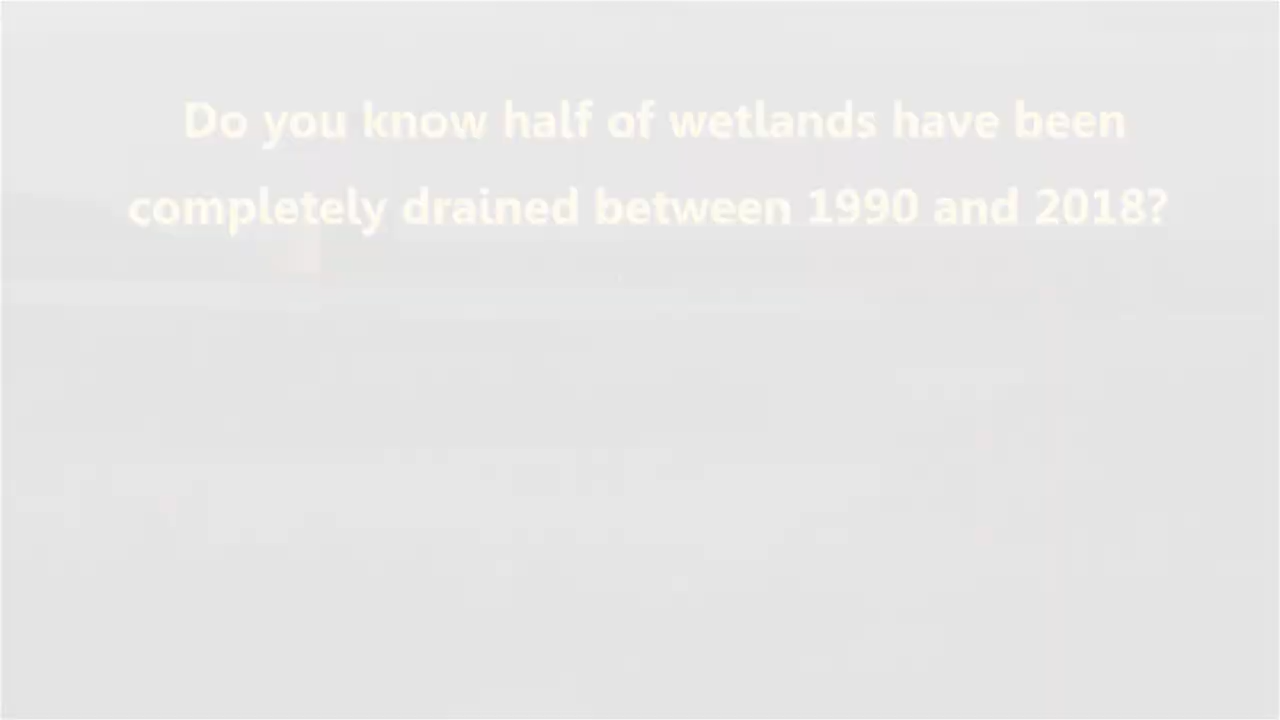 Do you know half of wetlands have been
completely drained between 1990 and 2018?